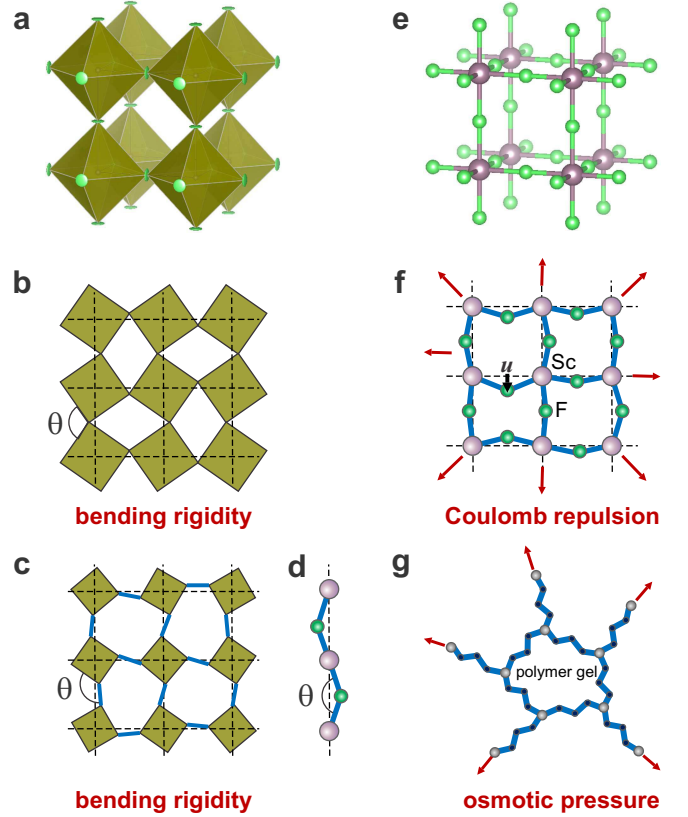 a
e
b
f
θ
u
Sc
F
bending rigidity
Coulomb repulsion
c
d
g
θ
θ
polymer gel
bending rigidity
osmotic pressure